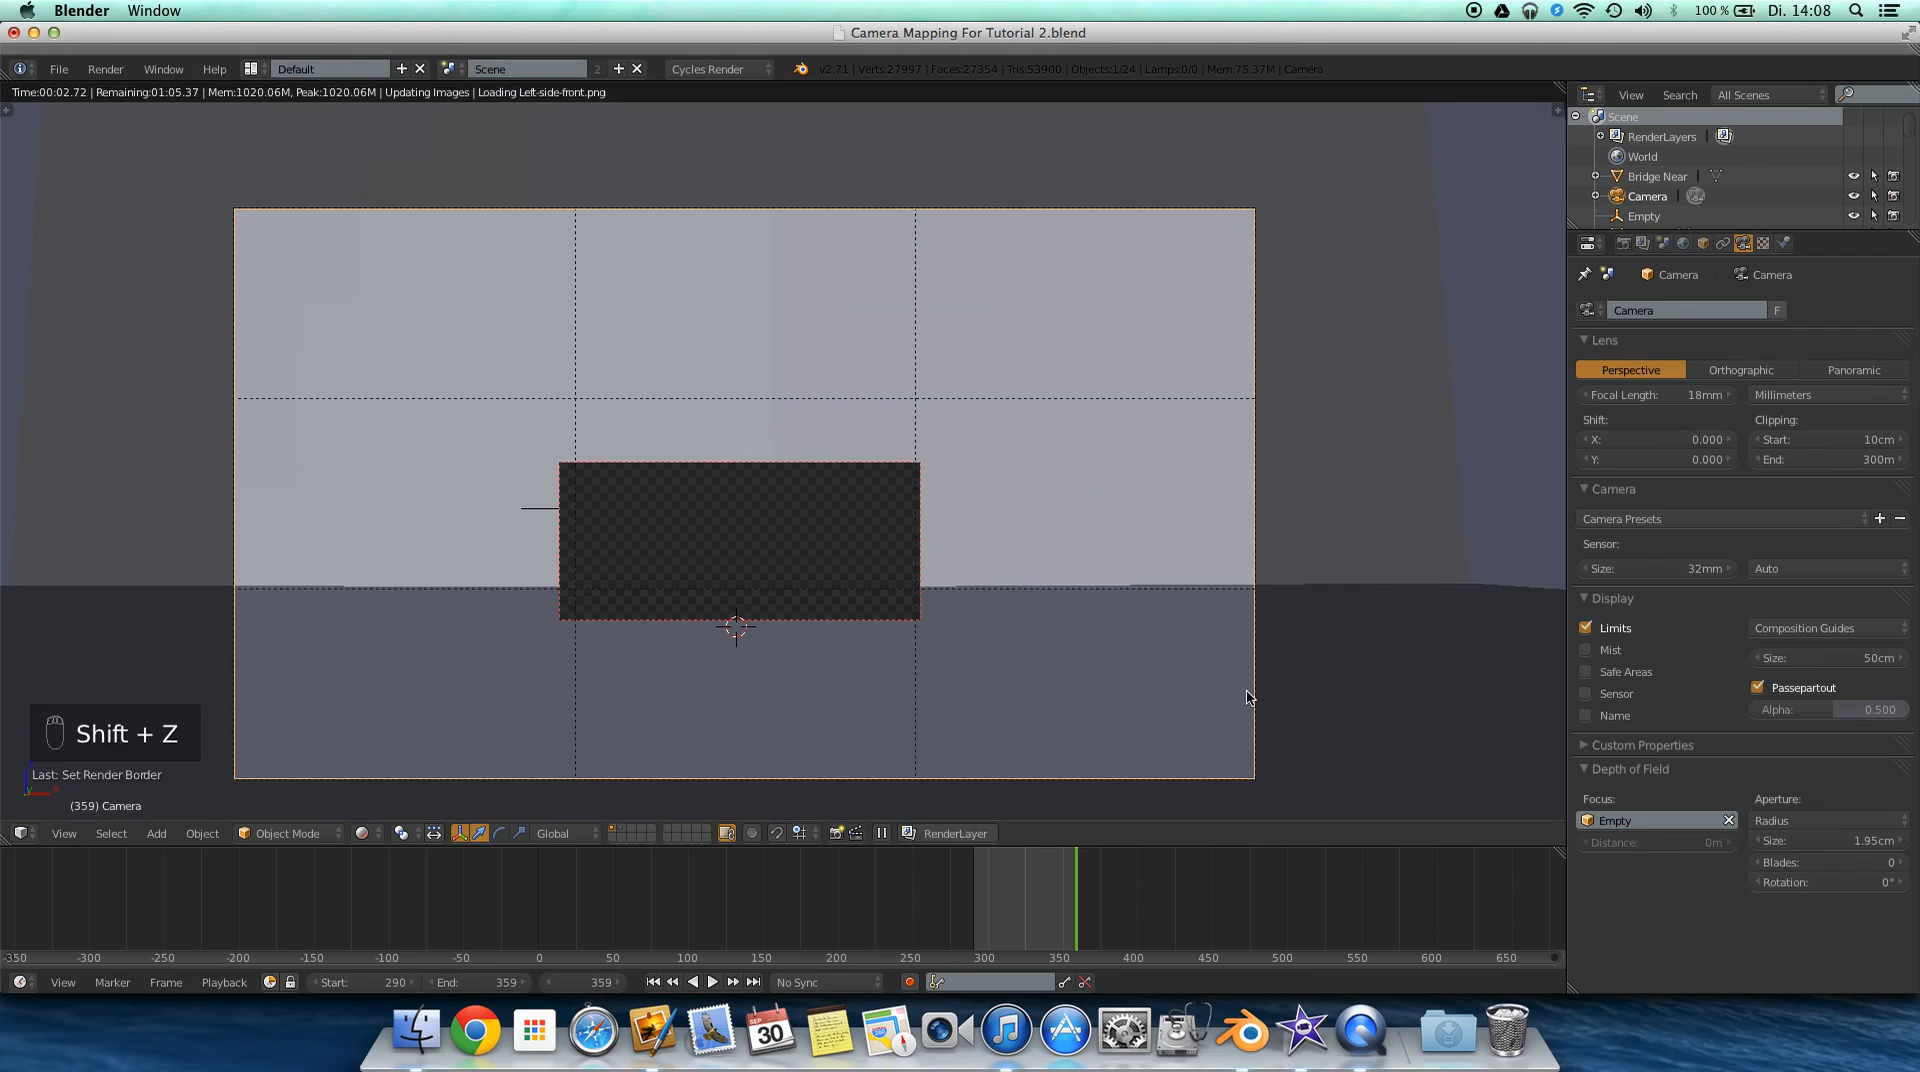 Blender Window 100 % Di. 14:08
Camera Mapping For Tutorial 2.blend
File Render Window Help Default Scene 2 Cycles Render v2.71 | Verts:27997 | Faces:27354 | Tris:53900 | Objects:1/24 | Lamps:0/0 | Mem:75.37M | Camera
Time:00:02.72 | Remaining:01:05.37 | Mem:1020.06M, Peak:1020.06M | Updating Images | Loading Left-side-front.png
View Search All Scenes
Scene
RenderLayers |
World
Bridge Near |
Camera |
Empty
Camera Camera
Camera F
Lens
Perspective Orthographic Panoramic
Focal Length: 18mm Millimeters
Shift: Clipping:
X: 0.000 Start: 10cm
Y: 0.000 End: 300m
Camera
Camera Presets
Sensor:
Size: 32mm Auto
Display
Limits Composition Guides
Mist Size: 50cm
Safe Areas
Sensor Passepartout
Name Alpha: 0.500
Custom Properties
Depth of Field
Focus: Aperture:
Empty Radius
Distance: 0m Size: 1.95cm
Blades: 0
Rotation: 0°
Shift + Z
Last: Set Render Border
(359) Camera
View Select Add Object Object Mode Global RenderLayer
-350 -300 -250 -200 -150 -100 -50 0 50 100 150 200 250 300 350 400 450 500 550 600 650
View Marker Frame Playback Start: 290 End: 359 359 No Sync
SEP
30